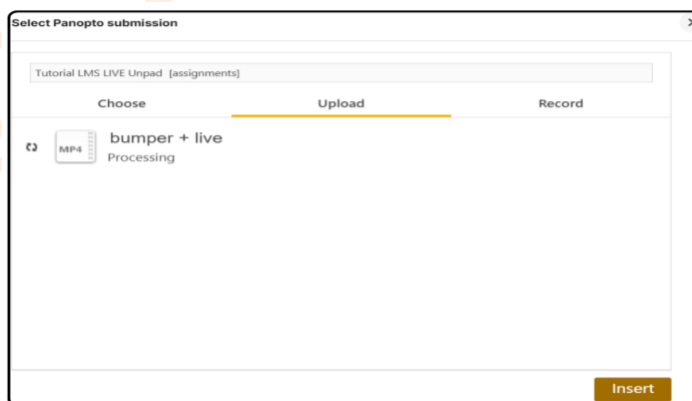 Select Panopto submission
Tutorial LMS LIVE Unpad [assignments]
Choose Upload Record
MP4
bumper + live
Processing
Insert